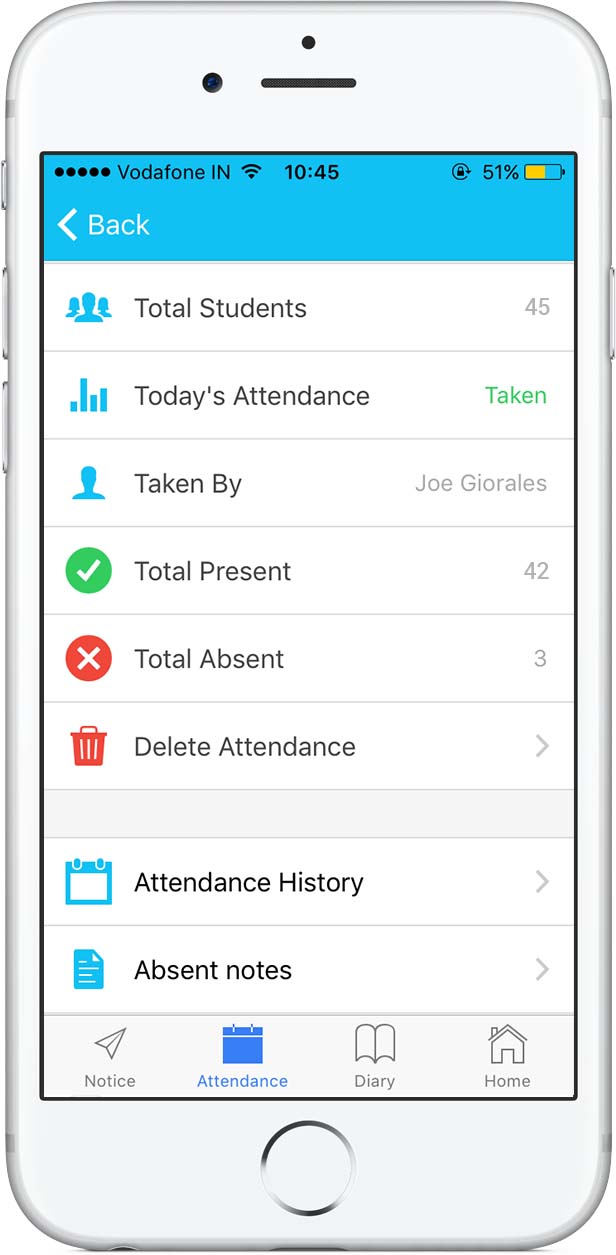 Vodafone IN 10:45 51%
Back
Total Students 45
Today's Attendance Taken
Taken By Joe Giorales
Total Present 42
Total Absent 3
Delete Attendance
Attendance History
Absent notes
Notice Attendance Diary Home